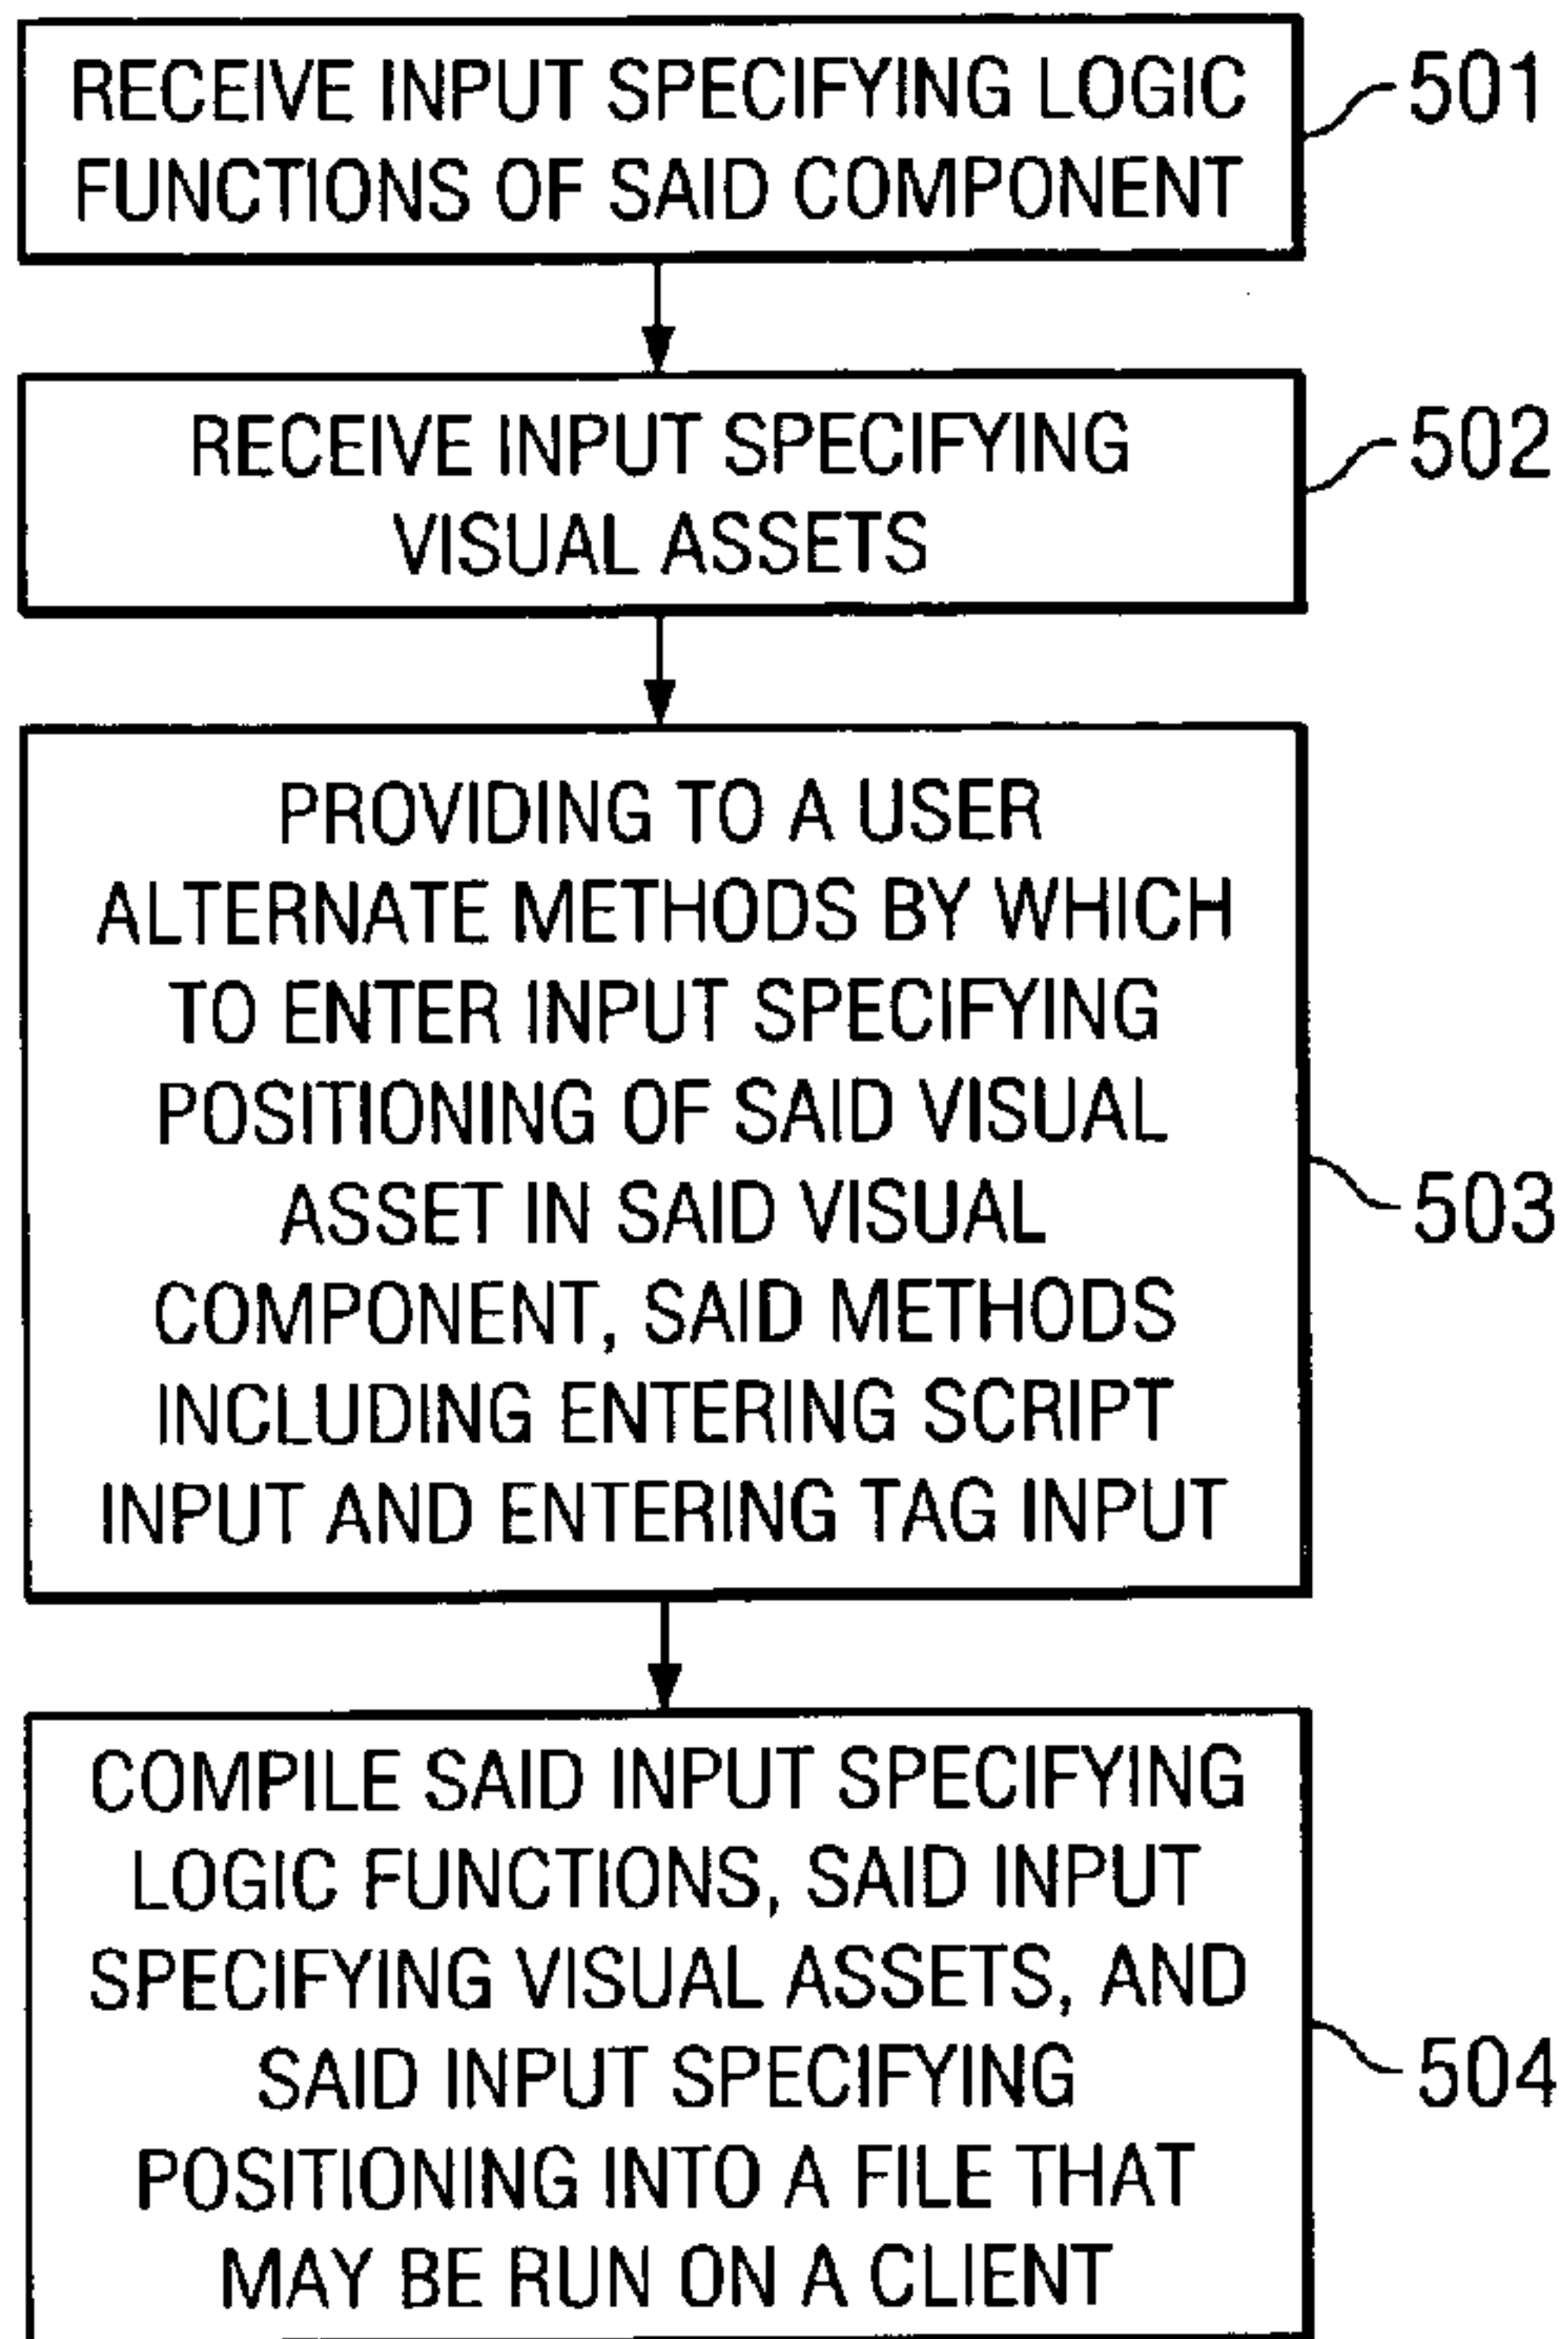 RECEIVE INPUT SPECIFYING LOGIC
FUNCTIONS OF SAID COMPONENT
501
RECEIVE INPUT SPECIFYING
VISUAL ASSETS
502
PROVIDING TO A USER
ALTERNATE METHODS BY WHICH
TO ENTER INPUT SPECIFYING
POSITIONING OF SAID VISUAL
ASSET IN SAID VISUAL
COMPONENT, SAID METHODS
INCLUDING ENTERING SCRIPT
INPUT AND ENTERING TAG INPUT
503
COMPILE SAID INPUT SPECIFYING
LOGIC FUNCTIONS, SAID INPUT
SPECIFYING VISUAL ASSETS, AND
SAID INPUT SPECIFYING
POSITIONING INTO A FILE THAT
MAY BE RUN ON A CLIENT
504